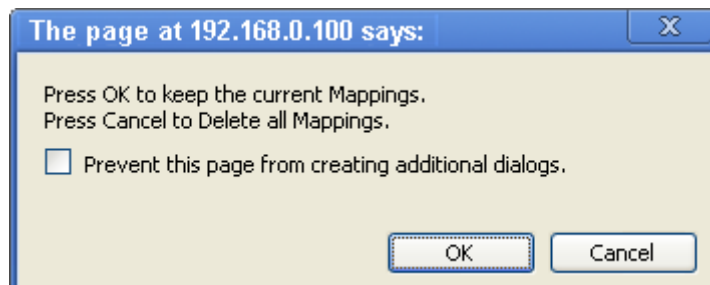 The page at 192.168.0.100 says:
Press OK to keep the current Mappings.
Press Cancel to Delete all Mappings.
Prevent this page from creating additional dialogs.
OK Cancel